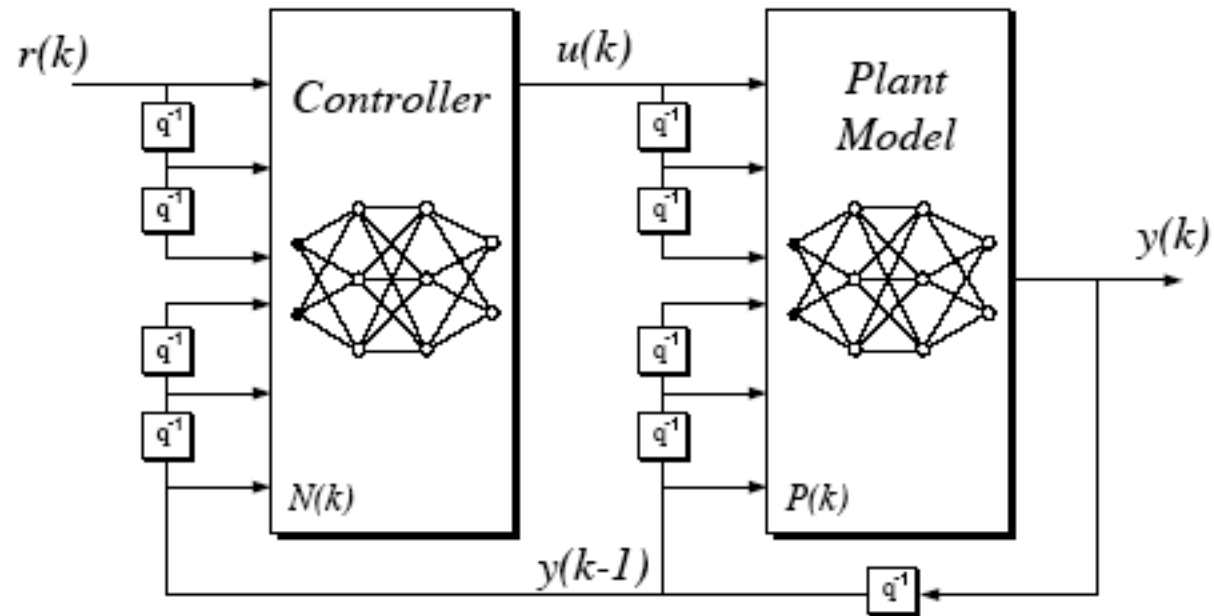 r(k)
u(k)
Controller
Plant
Model
q⁻¹
q⁻¹
q⁻¹
q⁻¹
y(k)
q⁻¹
q⁻¹
q⁻¹
q⁻¹
N(k)
P(k)
y(k-1)
q⁻¹